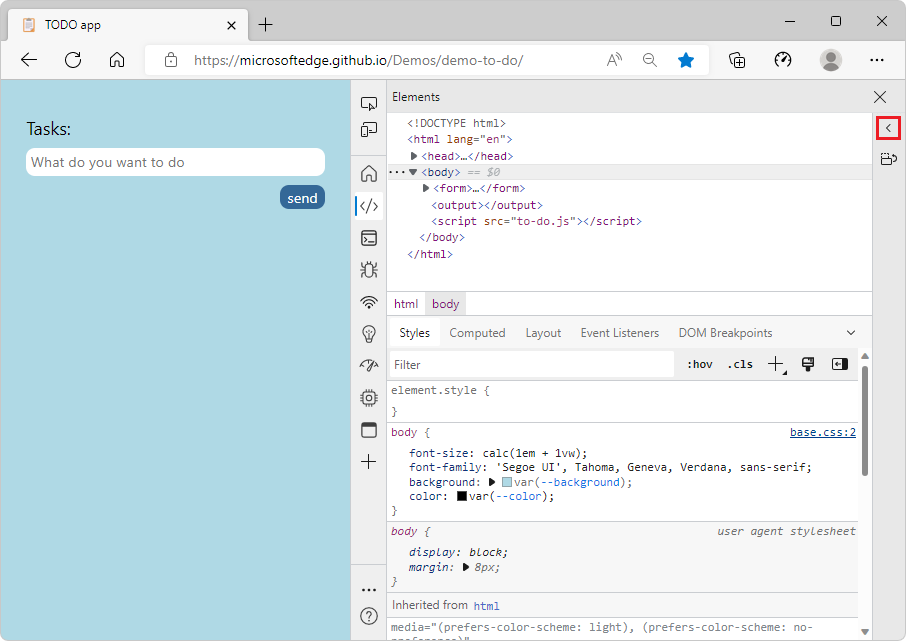 TODO app
https://microsoftedge.github.io/Demos/demo-to-do/
Tasks:
What do you want to do
send
Elements
<!DOCTYPE html>
<html lang="en">
<head>…</head>
<body> == $0
<form>…</form>
<output></output>
<script src="to-do.js"></script>
</body>
</html>
html body
Styles Computed Layout Event Listeners DOM Breakpoints
Filter :hov .cls
element.style {
}
body { base.css:2
font-size: calc(1em + 1vw);
font-family: 'Segoe UI', Tahoma, Geneva, Verdana, sans-serif;
background: var(--background);
color: var(--color);
}
body { user agent stylesheet
display: block;
margin: 8px;
}
Inherited from html
media="(prefers-color-scheme: light), (prefers-color-scheme: no-
preference)"